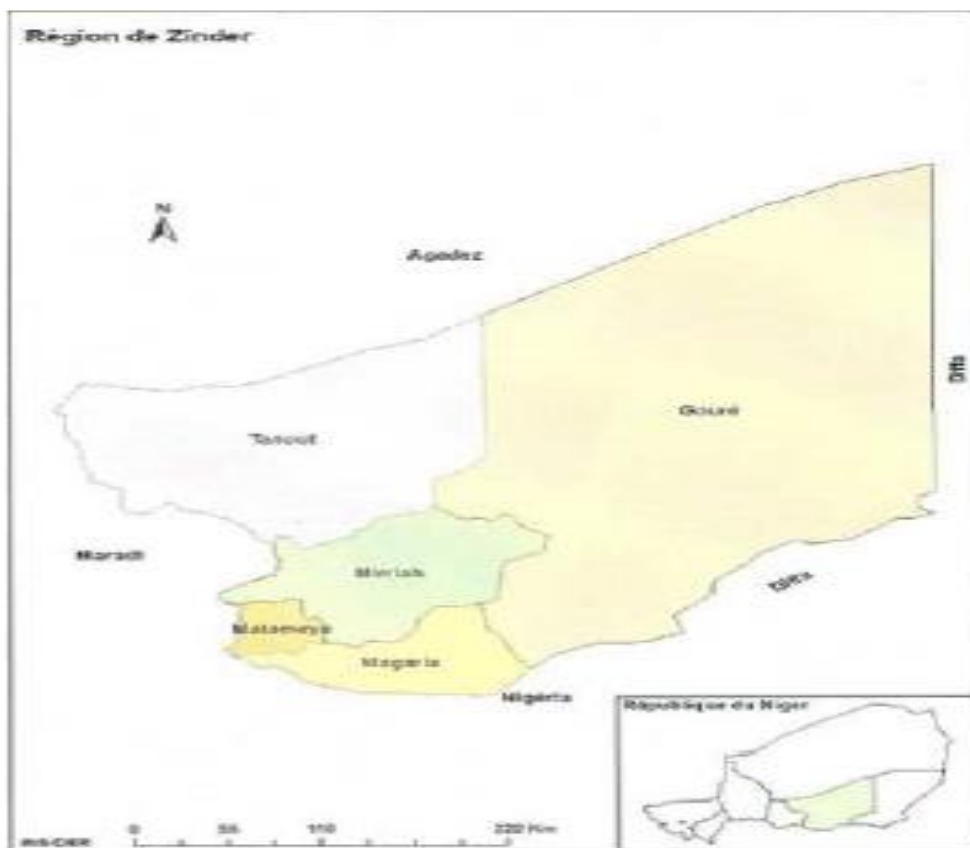 Région de Zinder
N
Agadez
Diffa
Gouré
Tanout
Maradi
Mirriah
Diffa
Matameye
Magaria
Nigéria
République du Niger
0 55 110 220 Km